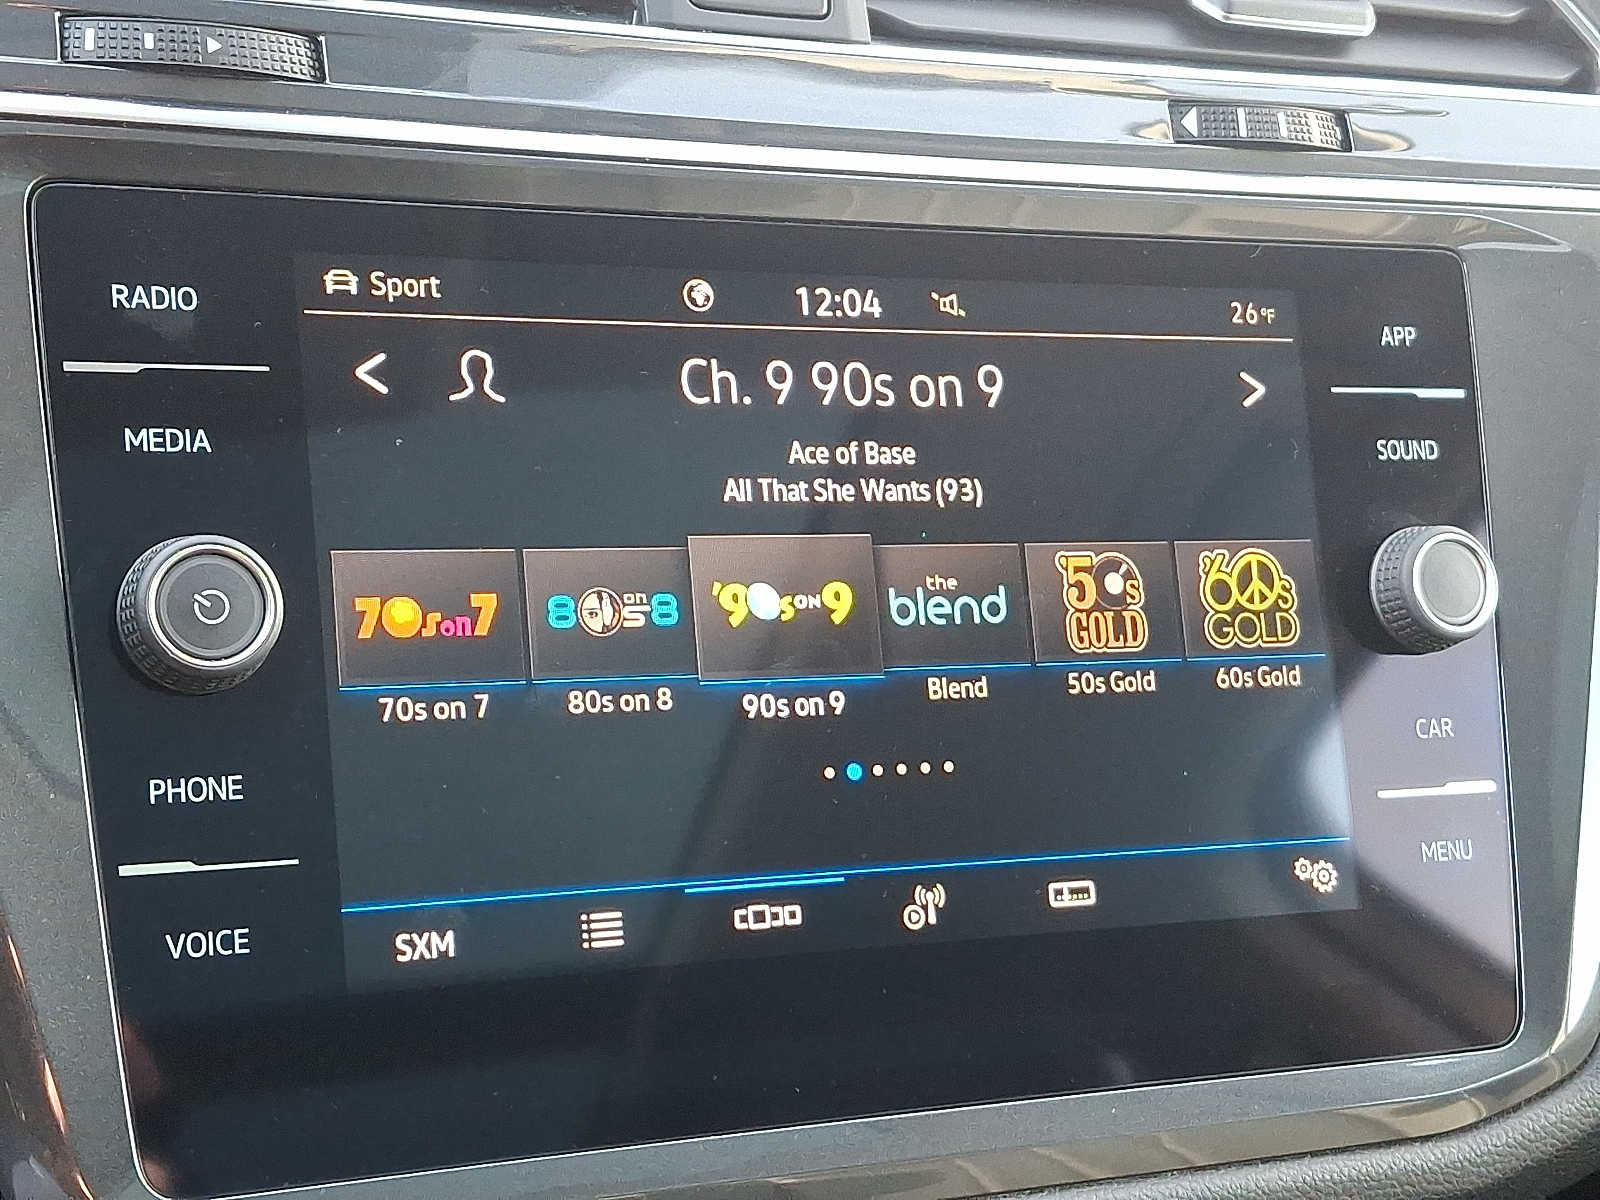 RADIO
MEDIA
PHONE
VOICE
Sport
12:04
26°F
Ch. 9 90s on 9
Ace of Base
All That She Wants (93)
70s on 7
80s on 8
'90s ON 9
the
blend
'50s
GOLD
'60s
GOLD
70s on 7
80s on 8
90s on 9
Blend
50s Gold
60s Gold
SXM
APP
SOUND
CAR
MENU